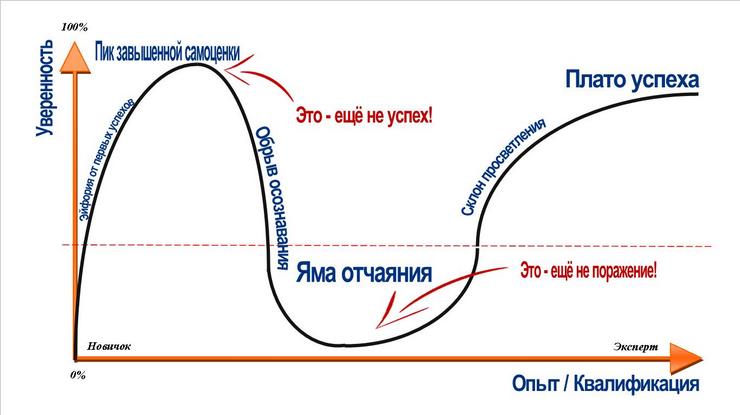 100%
Пик завышенной самоценки
Уверенность
Плато успеха
Эйфория от первых успехов
Это - ещё не успех!
Обрыв осознавания
Склон просветления
Яма отчаяния
Это - ещё не поражение!
Новичок
Эксперт
0%
Опыт / Квалификация